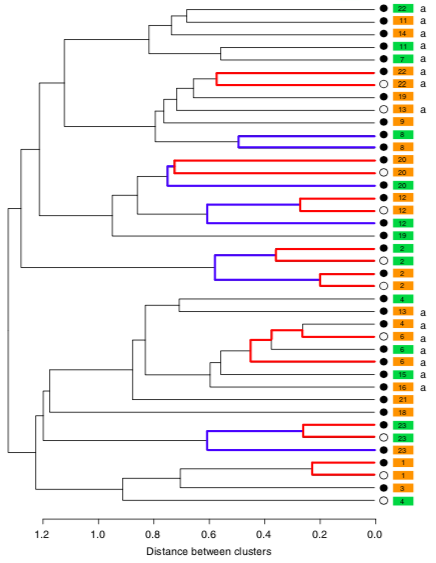 22 a
11 a
14 a
11 a
7 a
22 a
22 a
19
13 a
9
8
8
20
20
20
12
12
12
19
2
2
2
2
4
13 a
4 a
6 a
6 a
6 a
15 a
16 a
21
18
23
23
23
1
1
3
4
1.2 1.0 0.8 0.6 0.4 0.2 0.0
Distance between clusters